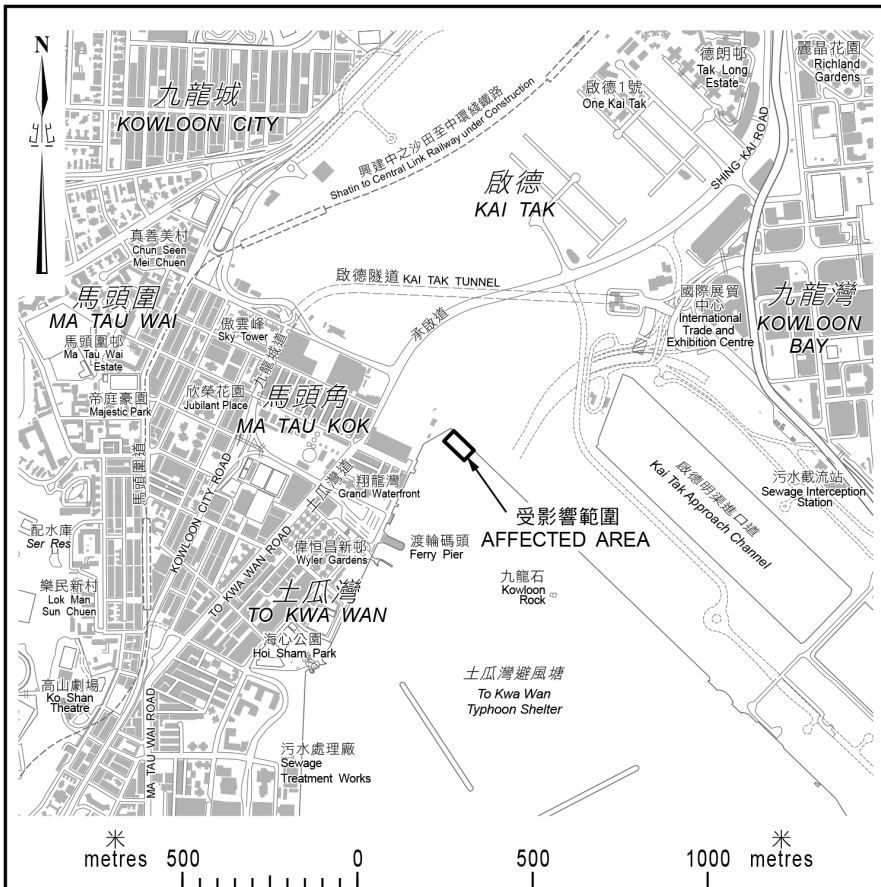 N
九龍城
KOWLOON CITY
興建中之沙田至中環綫鐵路
Shatin to Central Link Railway under Construction
啟德1號
One Kai Tak
德朗邨
Tak Long
Estate
麗晶花園
Richland
Gardens
SHING KAI ROAD
啟德
KAI TAK
真善美村
Chun Seen
Mei Chuen
馬頭圍
MA TAU WAI
馬頭圍邨
Ma Tau Wai
Estate
傲雲峰
Sky Tower
啟德隧道 KAI TAK TUNNEL
承啟道
國際展貿
中心
International
Trade and
Exhibition Centre
九龍灣
KOWLOON
BAY
九龍城道
帝庭豪園
Majestic Park
欣榮花園
Jubilant Place
馬頭角
MA TAU KOK
馬頭圍道
KOWLOON CITY ROAD
土瓜灣道
TO KWA WAN ROAD
翔龍灣
Grand Waterfront
受影響範圍
AFFECTED AREA
啟德明渠進口道
Kai Tak Approach Channel
污水截流站
Sewage Interception
Station
配水庫
Ser Res
偉恒昌新邨
Wyler Gardens
渡輪碼頭
Ferry Pier
九龍石
Kowloon
Rock
樂民新村
Lok Man
Sun Chuen
土瓜灣
TO KWA WAN
海心公園
Hoi Sham Park
土瓜灣避風塘
To Kwa Wan
Typhoon Shelter
高山劇場
Ko Shan
Theatre
MA TAU WAI ROAD
污水處理廠
Sewage
Treatment Works
米
metres
500
0
500
1000
米
metres